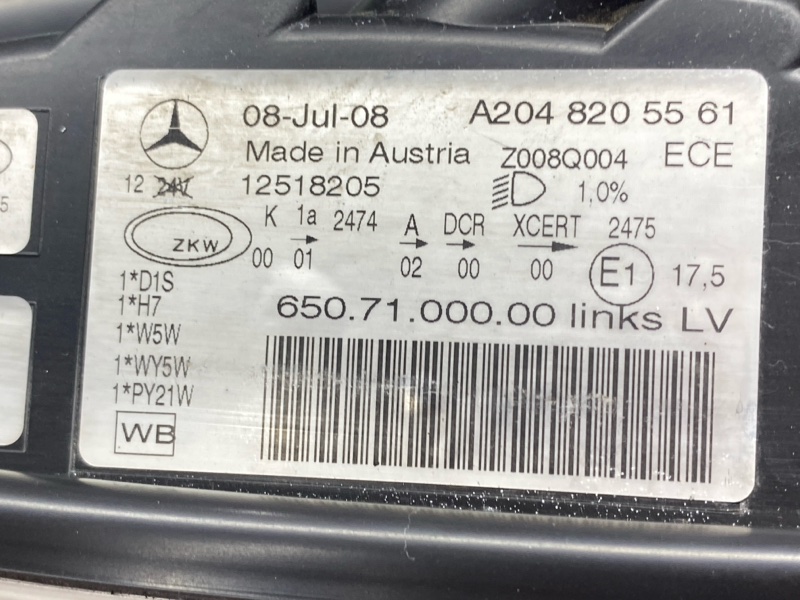 08-Jul-08 A204 820 55 61
Made in Austria Z008Q004 ECE
12 24V 12518205 1,0%
ZKW K 1a 2474 A DCR XCERT 2475
00 01 02 00 00 E1 17,5
1*D1S
1*H7 650.71.000.00 links LV
1*W5W
1*WY5W
1*PY21W
WB
5